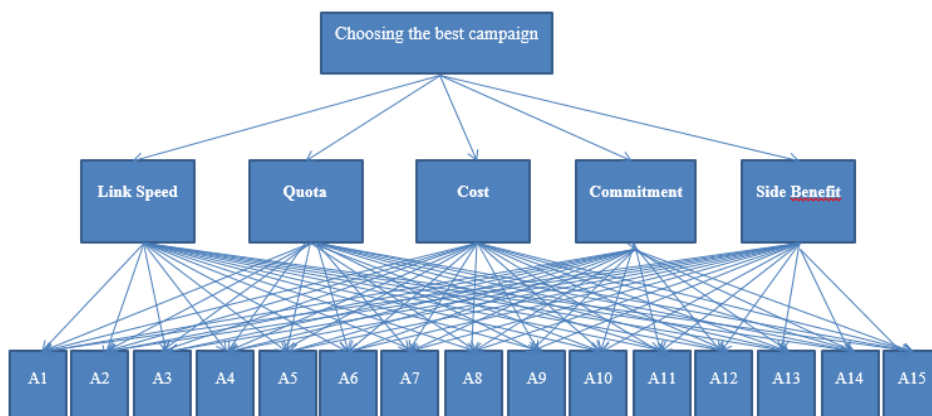 Choosing the best campaign
Link Speed
Quota
Cost
Commitment
Side Benefit
A1
A2
A3
A4
A5
A6
A7
A8
A9
A10
A11
A12
A13
A14
A15